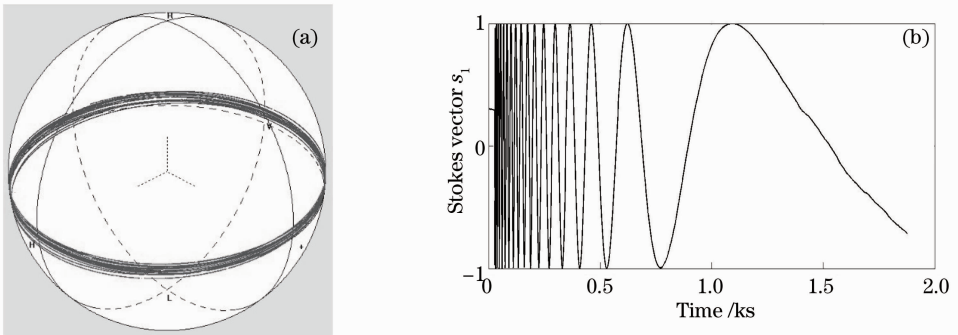 (a)
R
V
H
+
L
(b)
Stokes vector s₁
1
0
−1
0
0.5
1.0
1.5
2.0
Time /ks